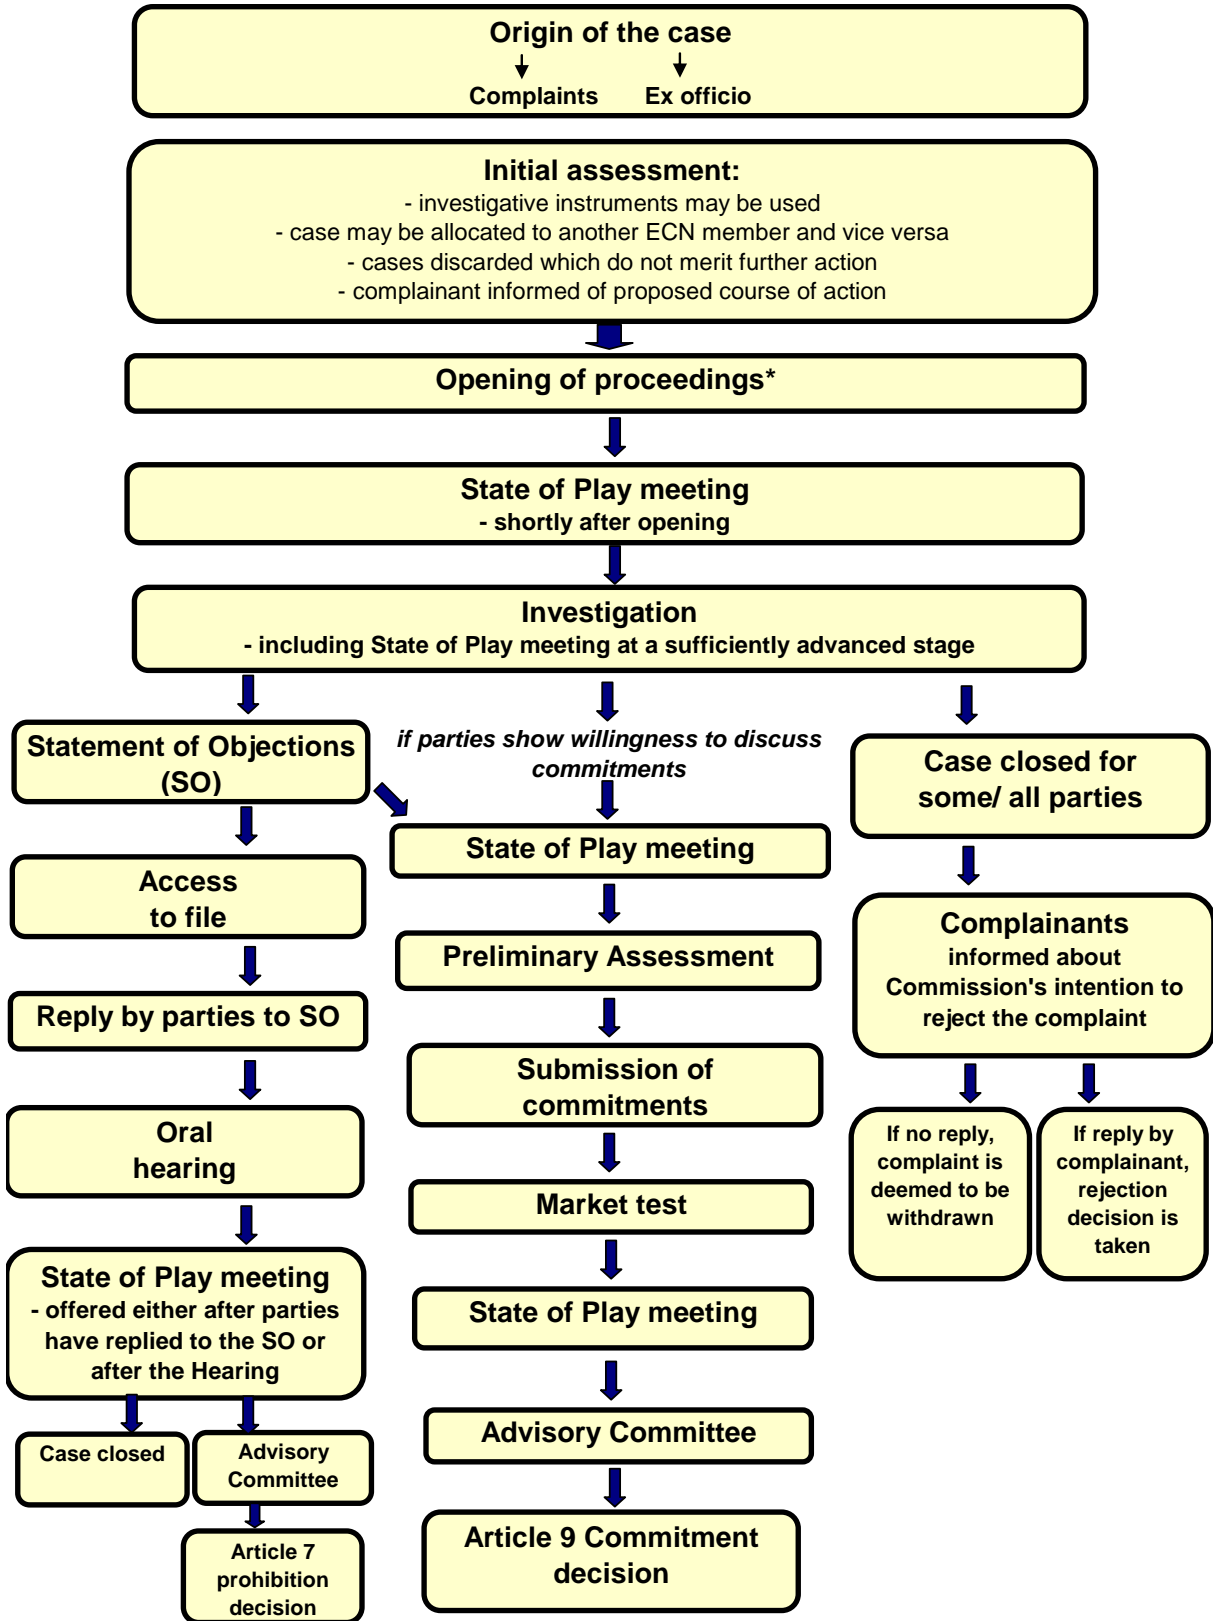 Origin of the case
Complaints Ex officio
Initial assessment:
- investigative instruments may be used
- case may be allocated to another ECN member and vice versa
- cases discarded which do not merit further action
- complainant informed of proposed course of action
Opening of proceedings*
State of Play meeting
- shortly after opening
Investigation
- including State of Play meeting at a sufficiently advanced stage
Statement of Objections
(SO)
Access
to file
Reply by parties to SO
Oral
hearing
State of Play meeting
- offered either after parties
have replied to the SO or
after the Hearing
Case closed
Advisory
Committee
Article 7
prohibition
decision
if parties show willingness to discuss
commitments
State of Play meeting
Preliminary Assessment
Submission of
commitments
Market test
State of Play meeting
Advisory Committee
Article 9 Commitment
decision
Case closed for
some/ all parties
Complainants
informed about
Commission's intention to
reject the complaint
If no reply,
complaint is
deemed to be
withdrawn
If reply by
complainant,
rejection
decision is
taken